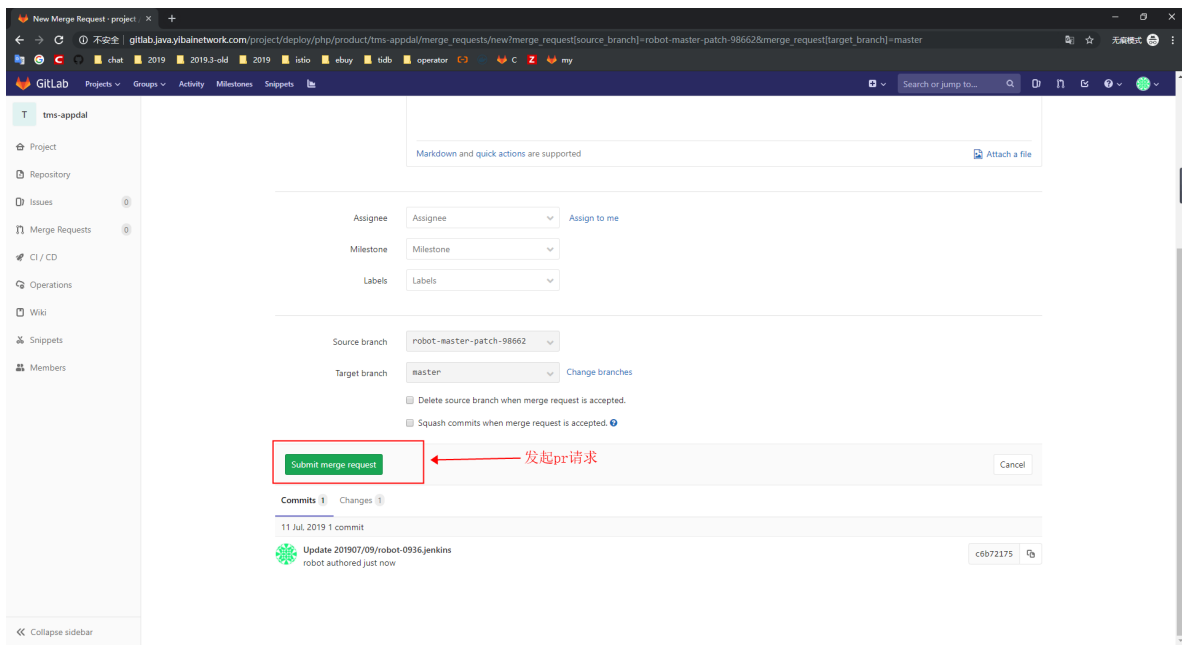 New Merge Request · project
不安全 gitlab.java.yibainetwork.com/project/deploy/php/product/tms-appdal/merge_requests/new?merge_request[source_branch]=robot-master-patch-98662&merge_request[target_branch]=master 无痕模式
chat 2019 2019.3-old 2019 istio ebuy tidb operator C Z my
GitLab Projects Groups Activity Milestones Snippets Search or jump to...
T tms-appdal
Project
Markdown and quick actions are supported Attach a file
Repository
Issues 0
Assignee Assignee Assign to me
Merge Requests 0
Milestone Milestone
CI / CD
Labels Labels
Operations
Wiki
Snippets
Source branch robot-master-patch-98662
Members
Target branch master Change branches
Delete source branch when merge request is accepted.
Squash commits when merge request is accepted.
Submit merge request 发起pr请求 Cancel
Commits 1 Changes 1
11 Jul, 2019 1 commit
Update 201907/09/robot-0936.jenkins
robot authored just now
c6b72175
Collapse sidebar